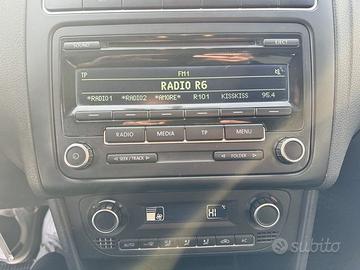 SOUND
EJECT
TP FM1
RADIO R6
*RADIO1 *RADIO2 *AMORE* R101 KISSKISS 95.4
RADIO MEDIA TP MENU
SEEK / TRACK FOLDER
HI
AUTO A/C
subito